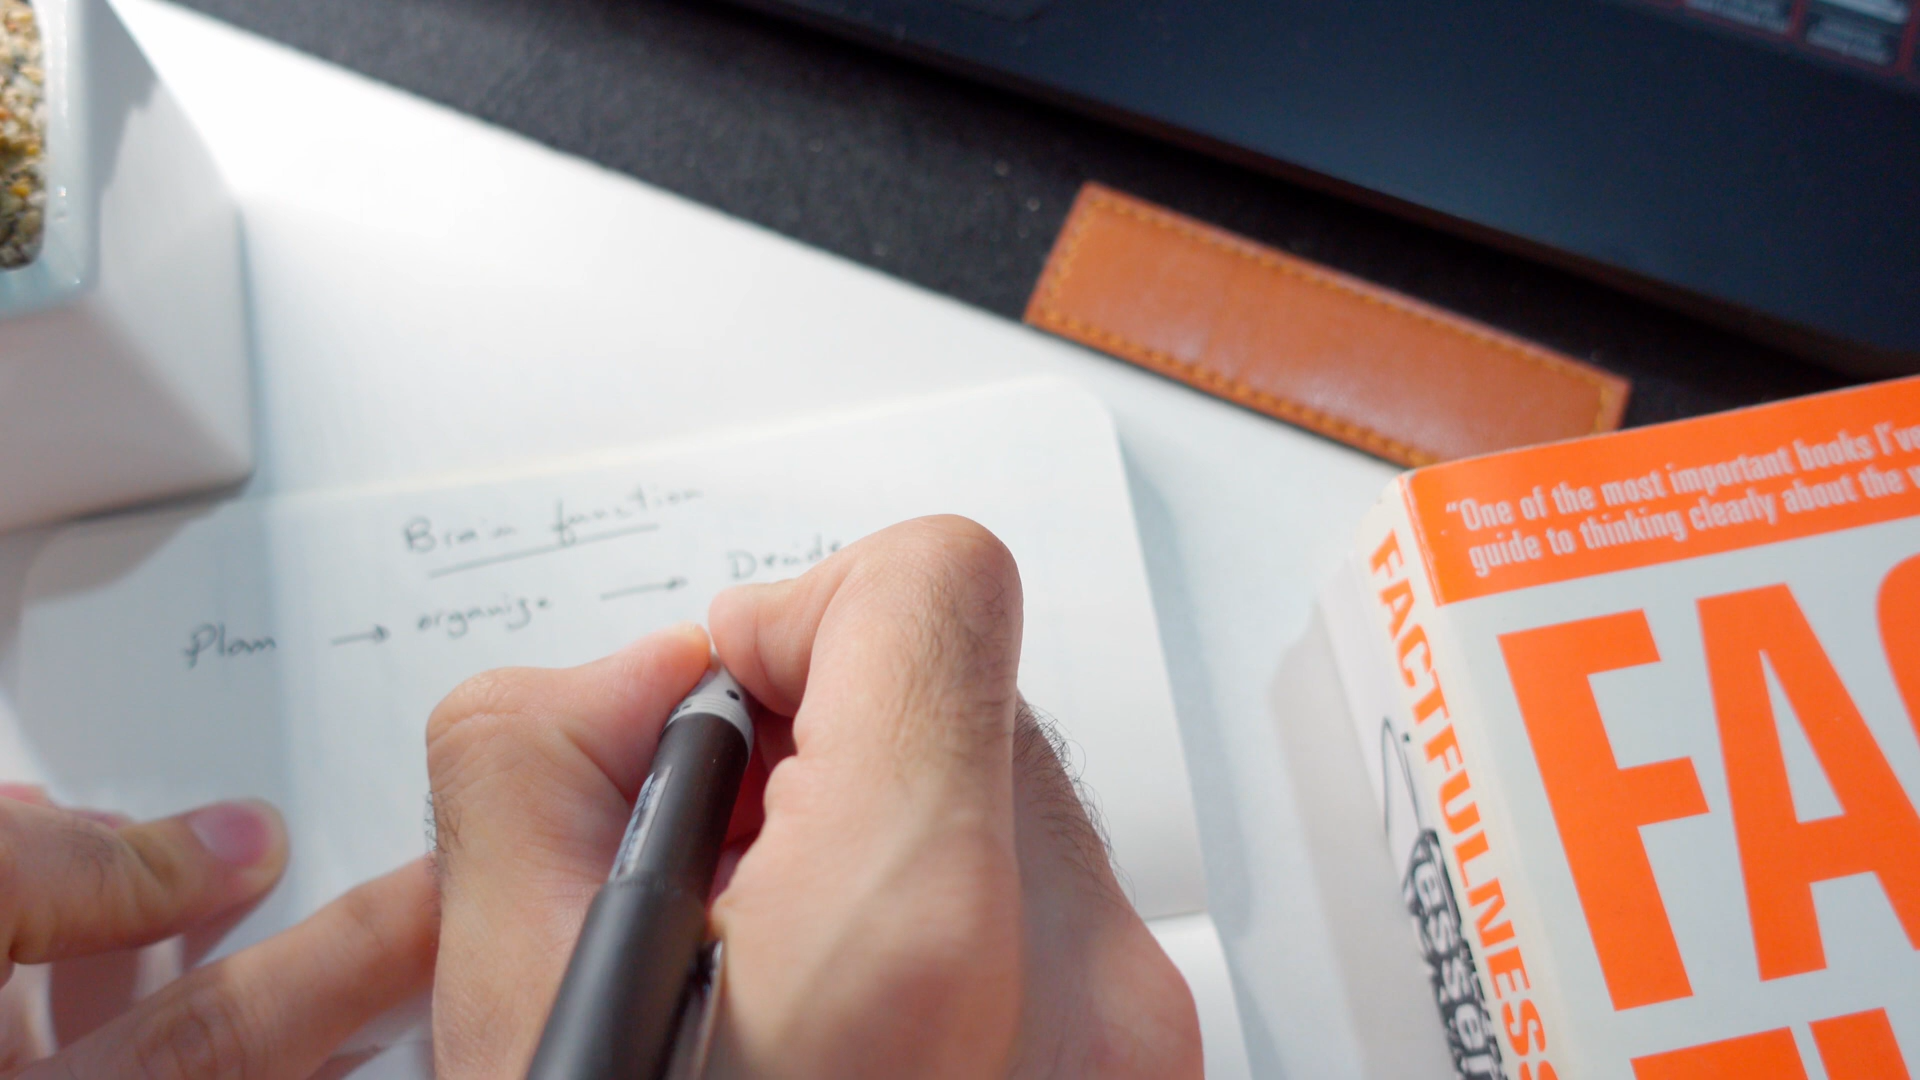 Brain function
Plan → organize → Decide
"One of the most important books I've
guide to thinking clearly about the
FAC
FACTFULNESS